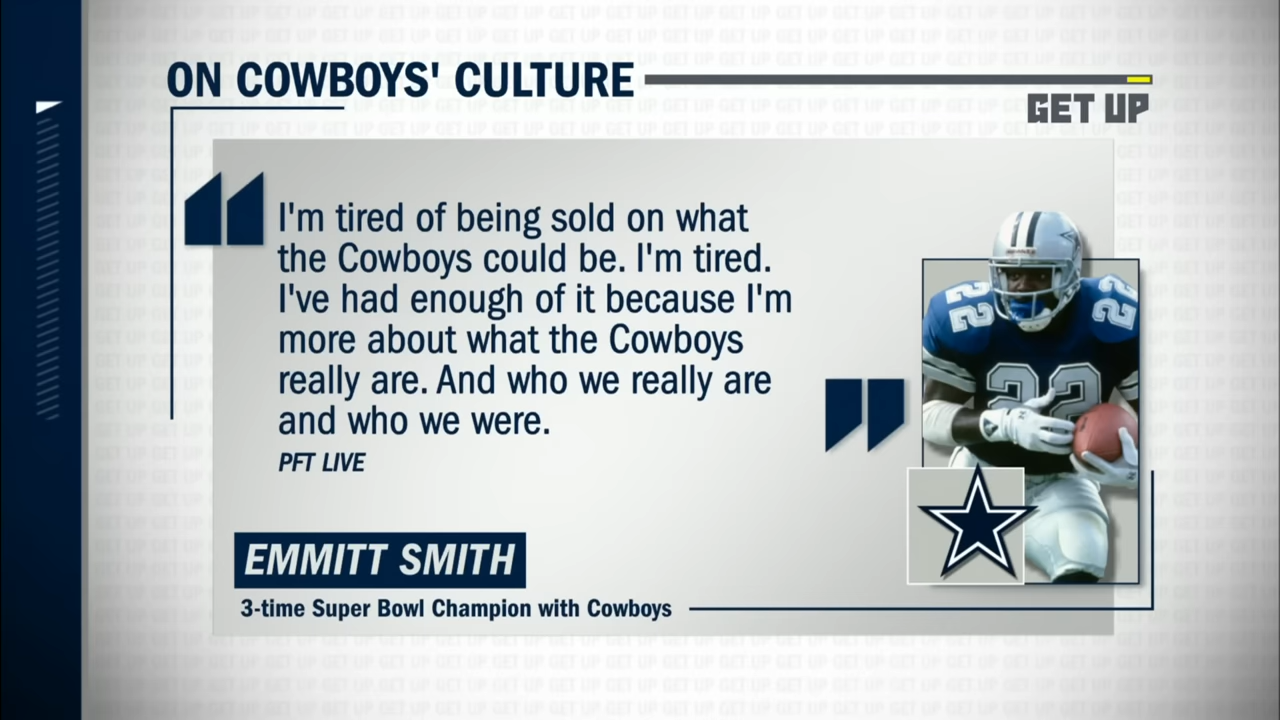 ON COWBOYS' CULTURE
GET UP
I'm tired of being sold on what
the Cowboys could be. I'm tired.
I've had enough of it because I'm
more about what the Cowboys
really are. And who we really are
and who we were.
PFT LIVE
22
22
22
EMMITT SMITH
3-time Super Bowl Champion with Cowboys